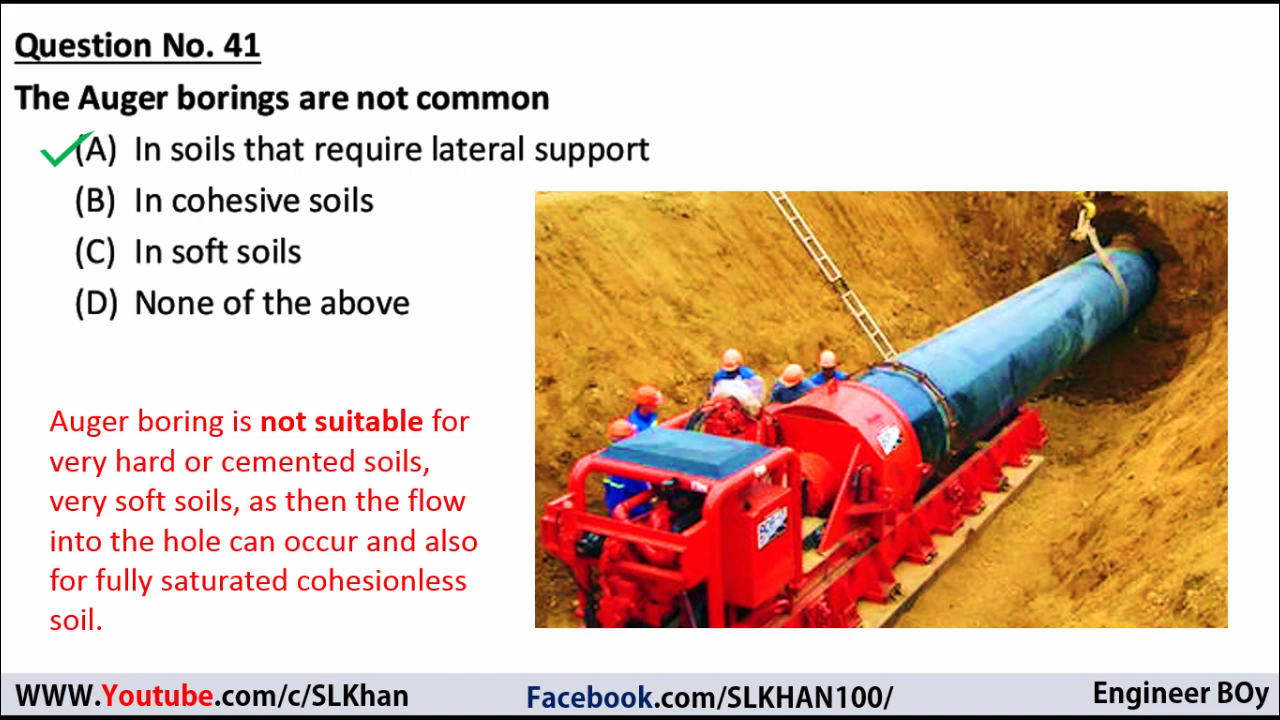 Question No. 41
The Auger borings are not common
(A) In soils that require lateral support
(B) In cohesive soils
(C) In soft soils
(D) None of the above
Auger boring is not suitable for
very hard or cemented soils,
very soft soils, as then the flow
into the hole can occur and also
for fully saturated cohesionless
soil.
WWW.Youtube.com/c/SLKhan
Facebook.com/SLKHAN100/
Engineer BOy